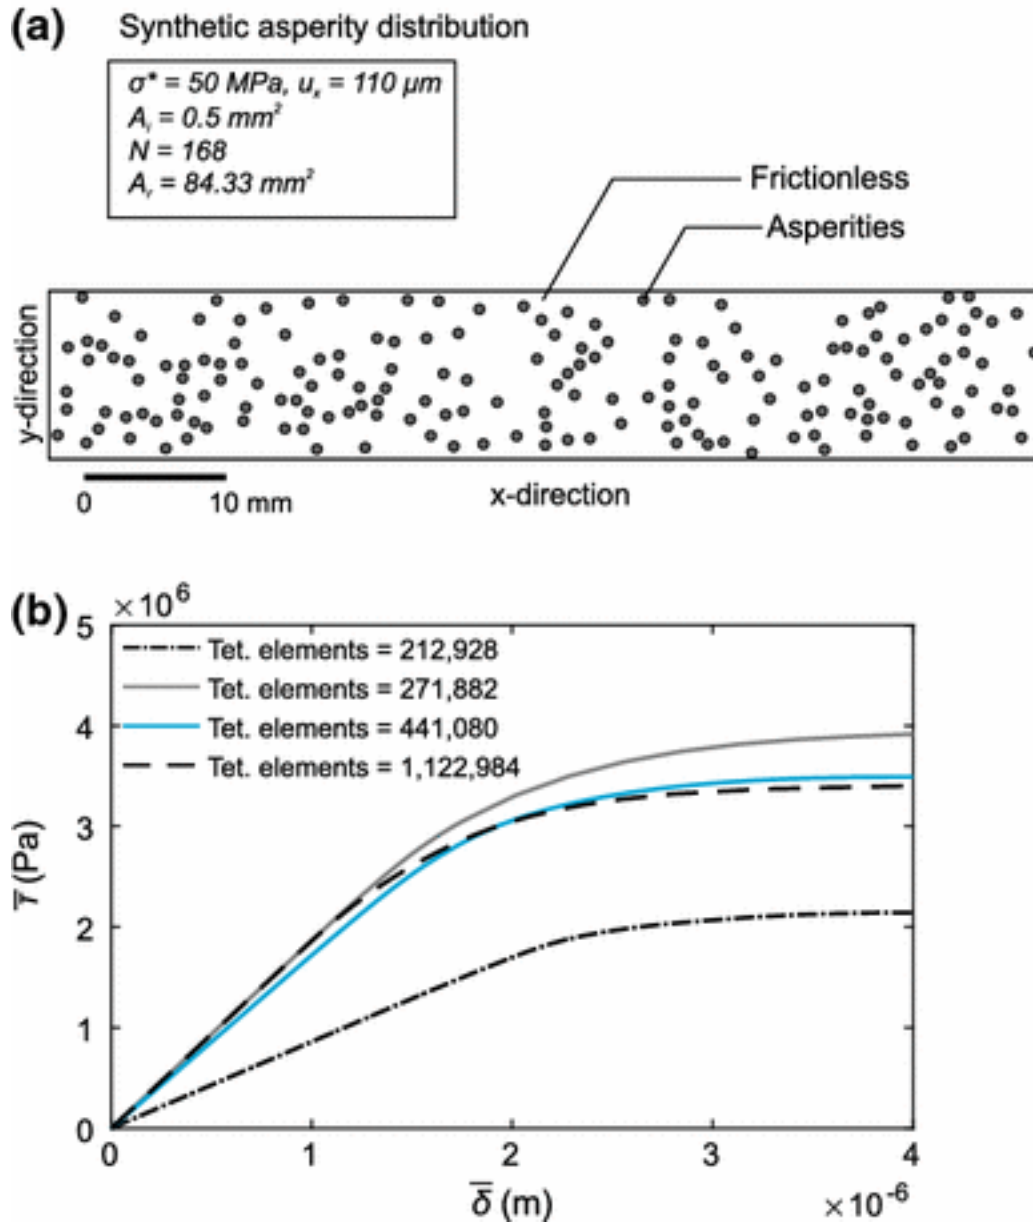 (a) Synthetic asperity distribution
σ* = 50 MPa, uₓ = 110 μm
Aᵢ = 0.5 mm²
N = 168
Aᵣ = 84.33 mm²
Frictionless
Asperities
y-direction
0 10 mm
x-direction
(b) ×10⁶
5
4
3
2
1
0
Tet. elements = 212,928
Tet. elements = 271,882
Tet. elements = 441,080
Tet. elements = 1,122,984
τ̅ (Pa)
0 1 2 3 4
δ̅ (m) ×10⁻⁶